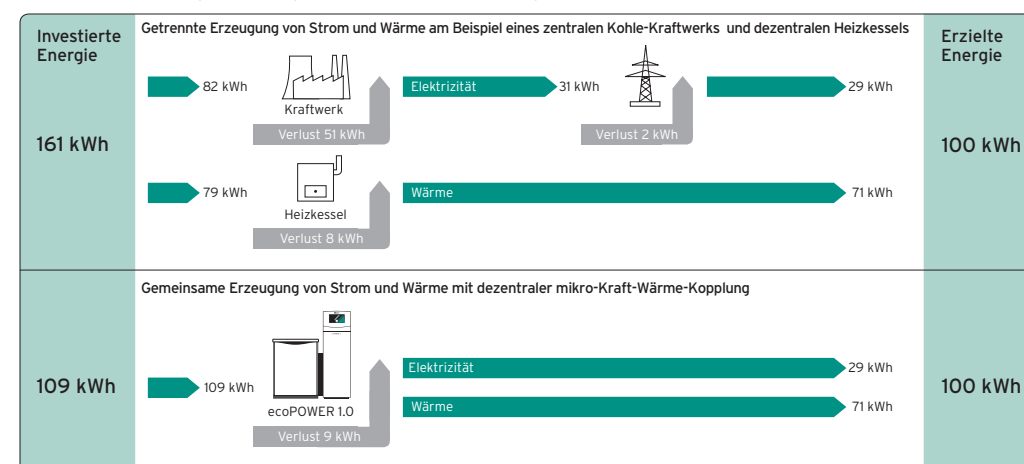 Investierte
Energie
Getrennte Erzeugung von Strom und Wärme am Beispiel eines zentralen Kohle-Kraftwerks und dezentralen Heizkessels
Erzielte
Energie
82 kWh
Elektrizität
31 kWh
29 kWh
Kraftwerk
Verlust 51 kWh
Verlust 2 kWh
161 kWh
100 kWh
79 kWh
Wärme
71 kWh
Heizkessel
Verlust 8 kWh
Gemeinsame Erzeugung von Strom und Wärme mit dezentraler mikro-Kraft-Wärme-Kopplung
Elektrizität
29 kWh
109 kWh
109 kWh
100 kWh
Wärme
71 kWh
ecoPOWER 1.0
Verlust 9 kWh